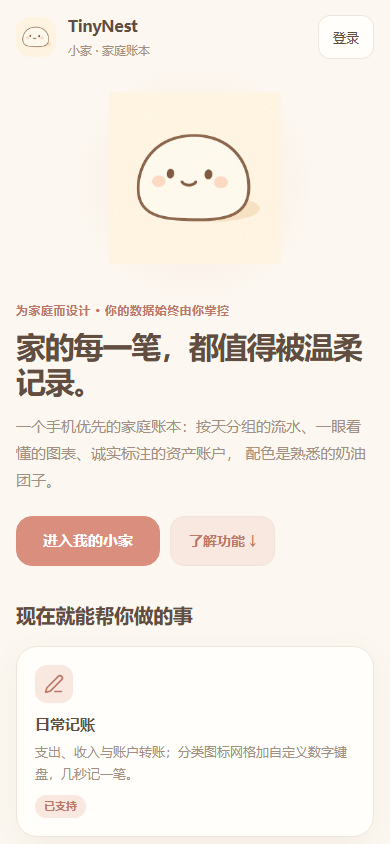 TinyNest
小家 · 家庭账本
登录
为家庭而设计 · 你的数据始终由你掌控
家的每一笔，都值得被温柔
记录。
一个手机优先的家庭账本：按天分组的流水、一眼看
懂的图表、诚实标注的资产账户， 配色是熟悉的奶油
团子。
进入我的小家
了解功能 ↓
现在就能帮你做的事
日常记账
支出、收入与账户转账；分类图标网格加自定义数字键
盘，几秒记一笔。
已支持